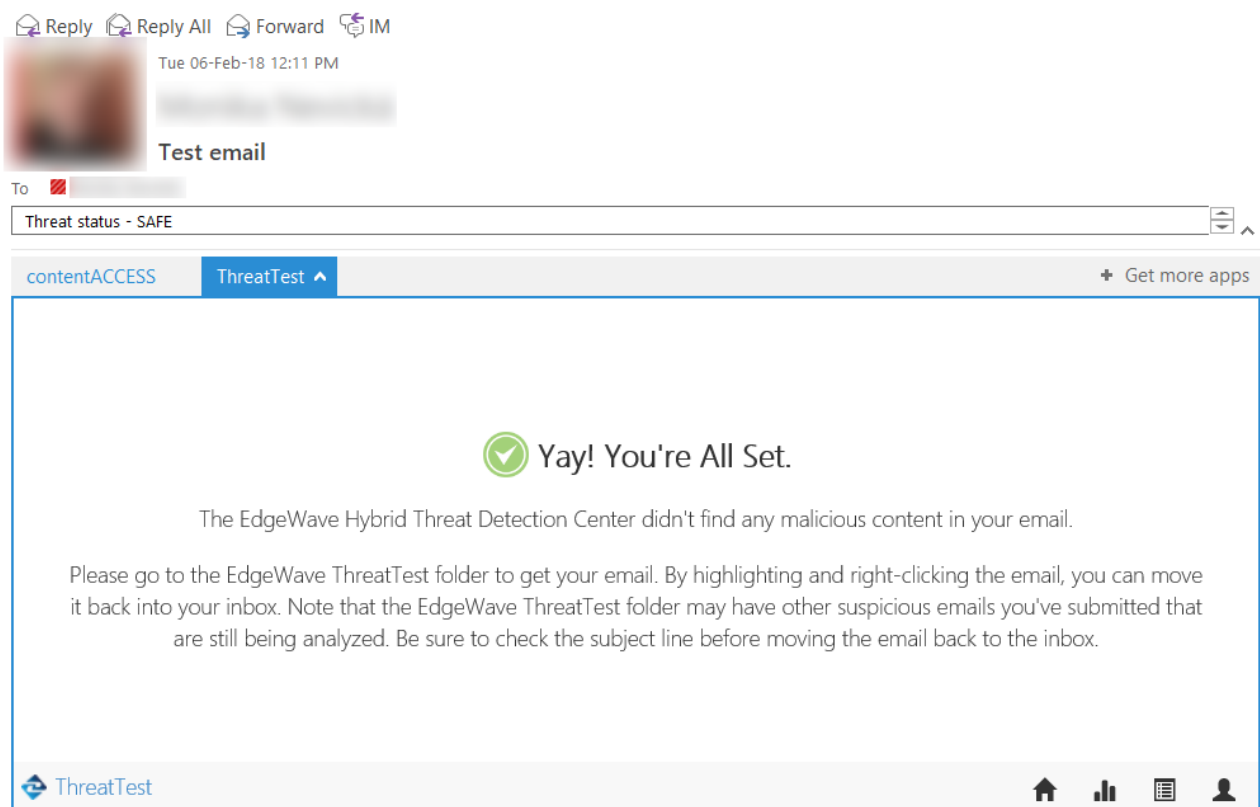 Reply Reply All Forward IM
Tue 06-Feb-18 12:11 PM
Test email
To
Threat status - SAFE
contentACCESS ThreatTest + Get more apps
Yay! You're All Set.
The EdgeWave Hybrid Threat Detection Center didn't find any malicious content in your email.
Please go to the EdgeWave ThreatTest folder to get your email. By highlighting and right-clicking the email, you can move
it back into your inbox. Note that the EdgeWave ThreatTest folder may have other suspicious emails you've submitted that
are still being analyzed. Be sure to check the subject line before moving the email back to the inbox.
ThreatTest